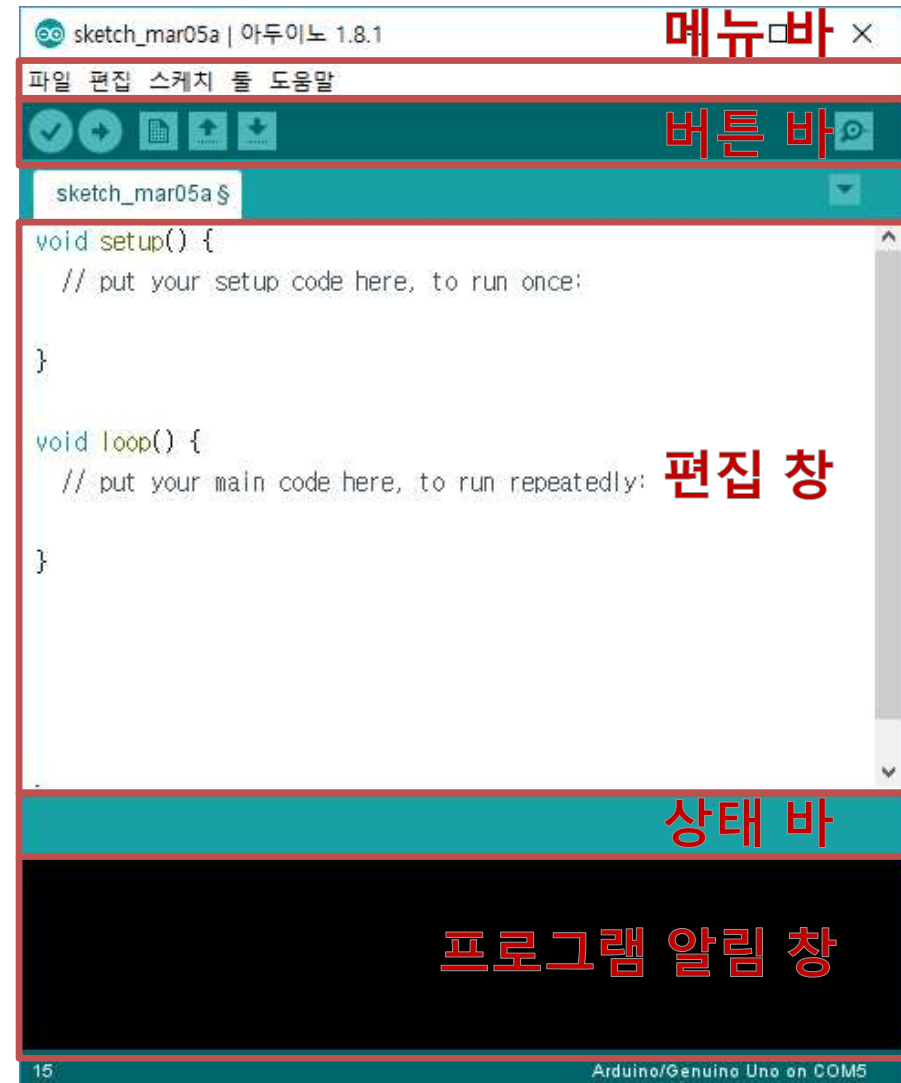 sketch_mar05a | 아두이노 1.8.1
메뉴 바
파일 편집 스케치 툴 도움말
버튼 바
sketch_mar05a §
void setup() {
// put your setup code here, to run once:
}
void loop() {
// put your main code here, to run repeatedly:
편집 창
}
상태 바
프로그램 알림 창
15
Arduino/Genuino Uno on COM5